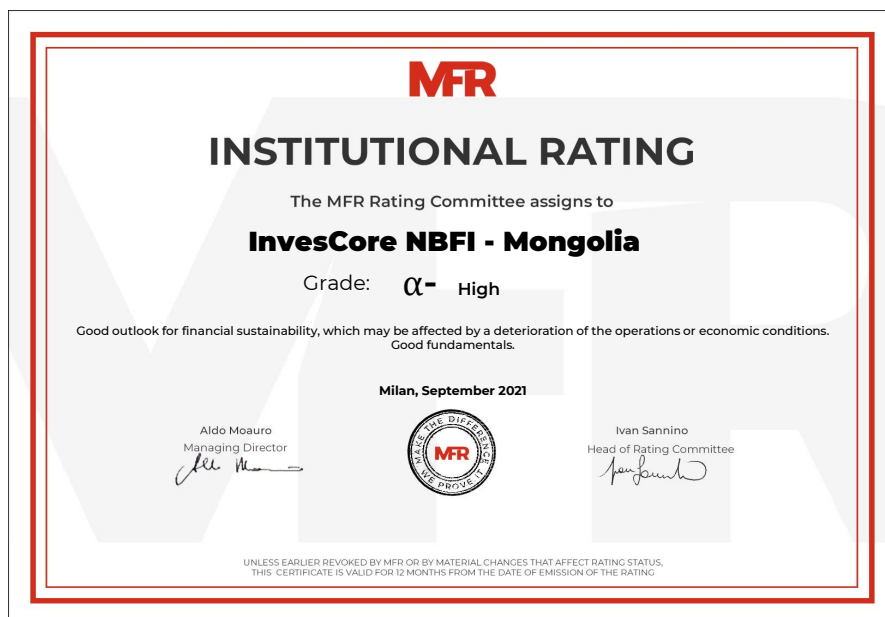 MFR
INSTITUTIONAL RATING
The MFR Rating Committee assigns to
InvesCore NBFI - Mongolia
Grade: α- High
Good outlook for financial sustainability, which may be affected by a deterioration of the operations or economic conditions.
Good fundamentals.
Milan, September 2021
Aldo Moauro
Managing Director
MAKE THE DIFFERENCE
MFR
WE PROVE IT
Ivan Sannino
Head of Rating Committee
UNLESS EARLIER REVOKED BY MFR OR BY MATERIAL CHANGES THAT AFFECT RATING STATUS,
THIS CERTIFICATE IS VALID FOR 12 MONTHS FROM THE DATE OF EMISSION OF THE RATING